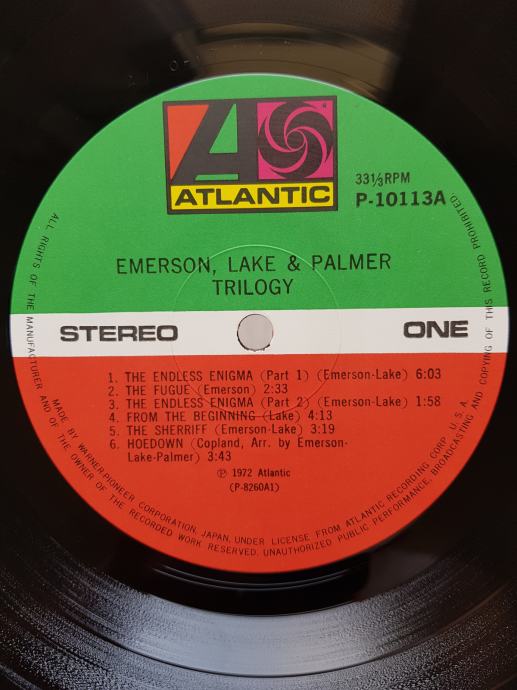 ATLANTIC
33⅓RPM
P-10113A
EMERSON, LAKE & PALMER
TRILOGY
STEREO
ONE
1. THE ENDLESS ENIGMA (Part 1) (Emerson-Lake) 6:03
2. THE FUGUE (Emerson) 2:33
3. THE ENDLESS ENIGMA (Part 2) (Emerson-Lake) 1:58
4. FROM THE BEGINNING (Lake) 4:13
5. THE SHERRIFF (Emerson-Lake) 3:19
6. HOEDOWN (Copland, Arr. by Emerson-
Lake-Palmer) 3:43
℗ 1972 Atlantic
(P-8260A1)
MADE BY WARNER-PIONEER CORPORATION, JAPAN, UNDER LICENSE FROM ATLANTIC RECORDING CORP. U.S.A.
ALL RIGHTS OF THE MANUFACTURER AND OF THE OWNER OF THE RECORDED WORK RESERVED. UNAUTHORIZED PUBLIC PERFORMANCE, BROADCASTING AND COPYING OF THIS RECORD PROHIBITED.